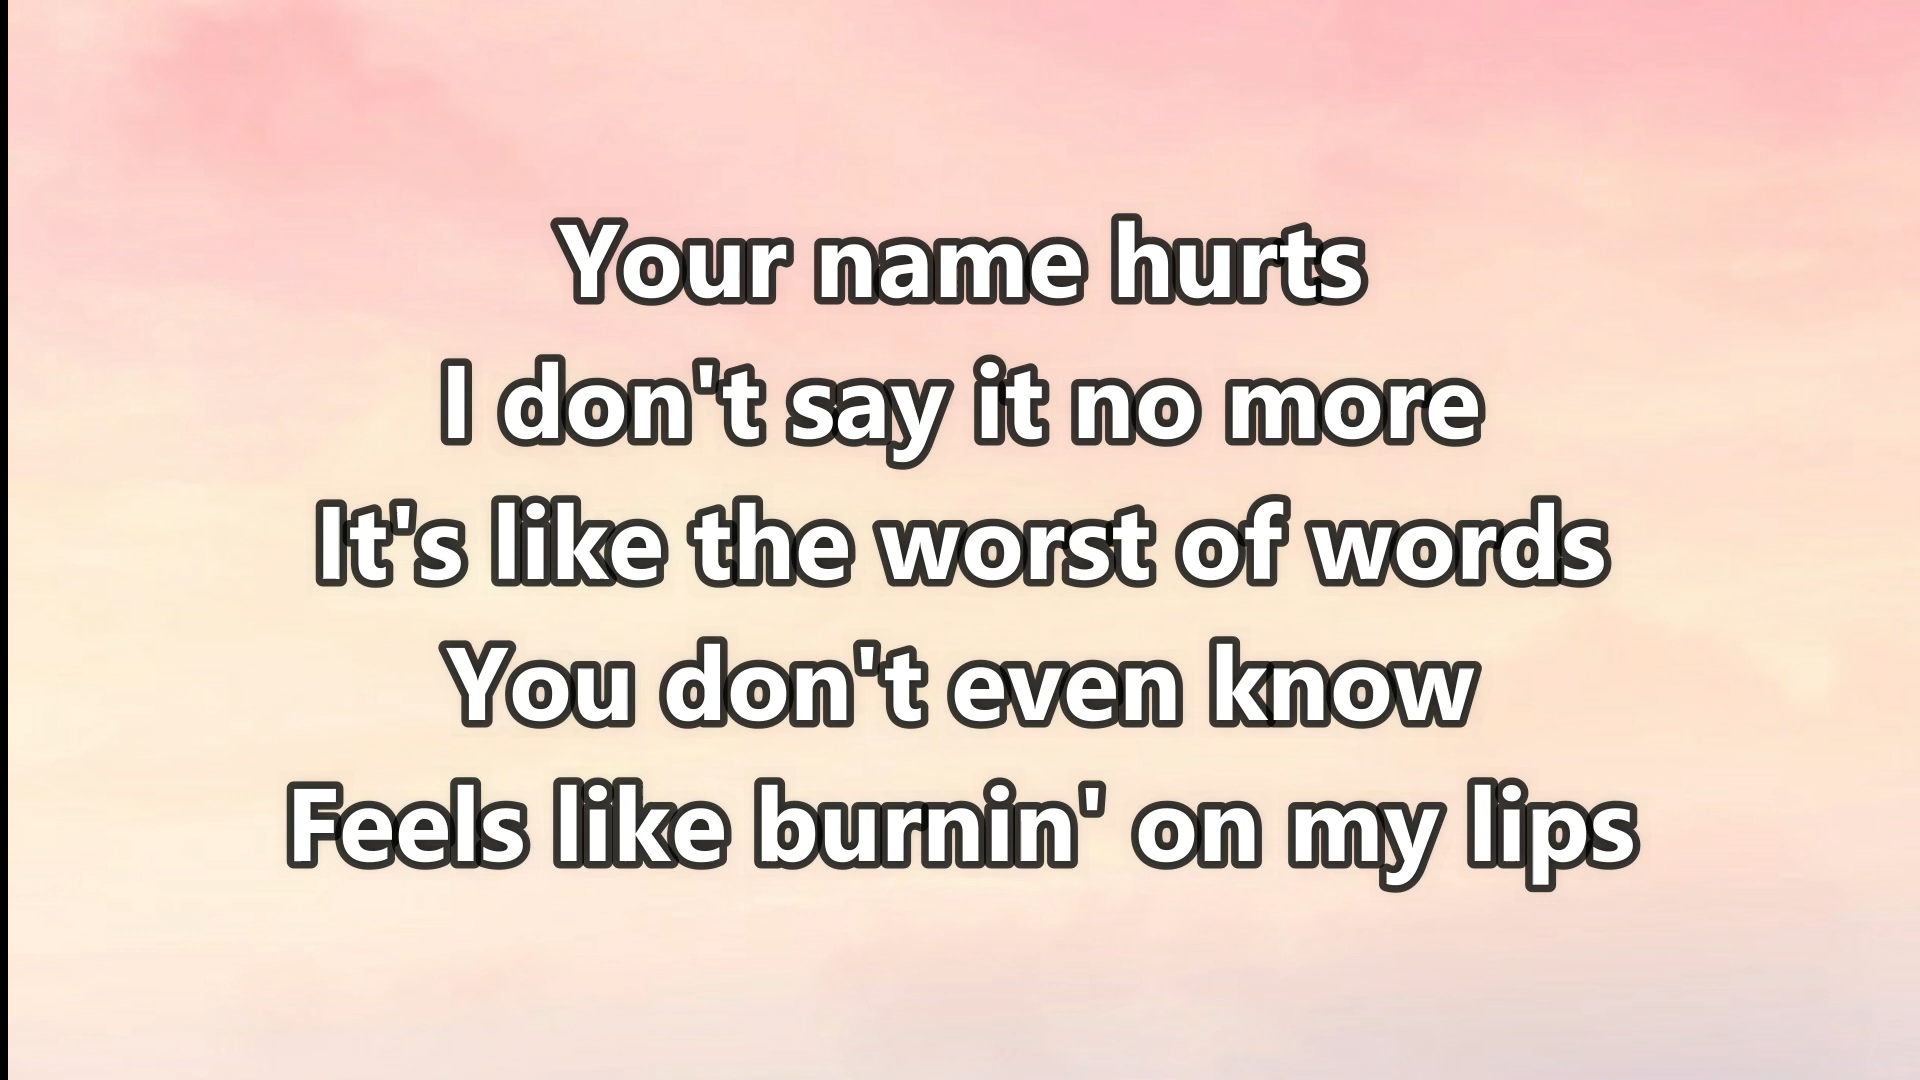 Your name hurts
I don't say it no more
It's like the worst of words
You don't even know
Feels like burnin' on my lips